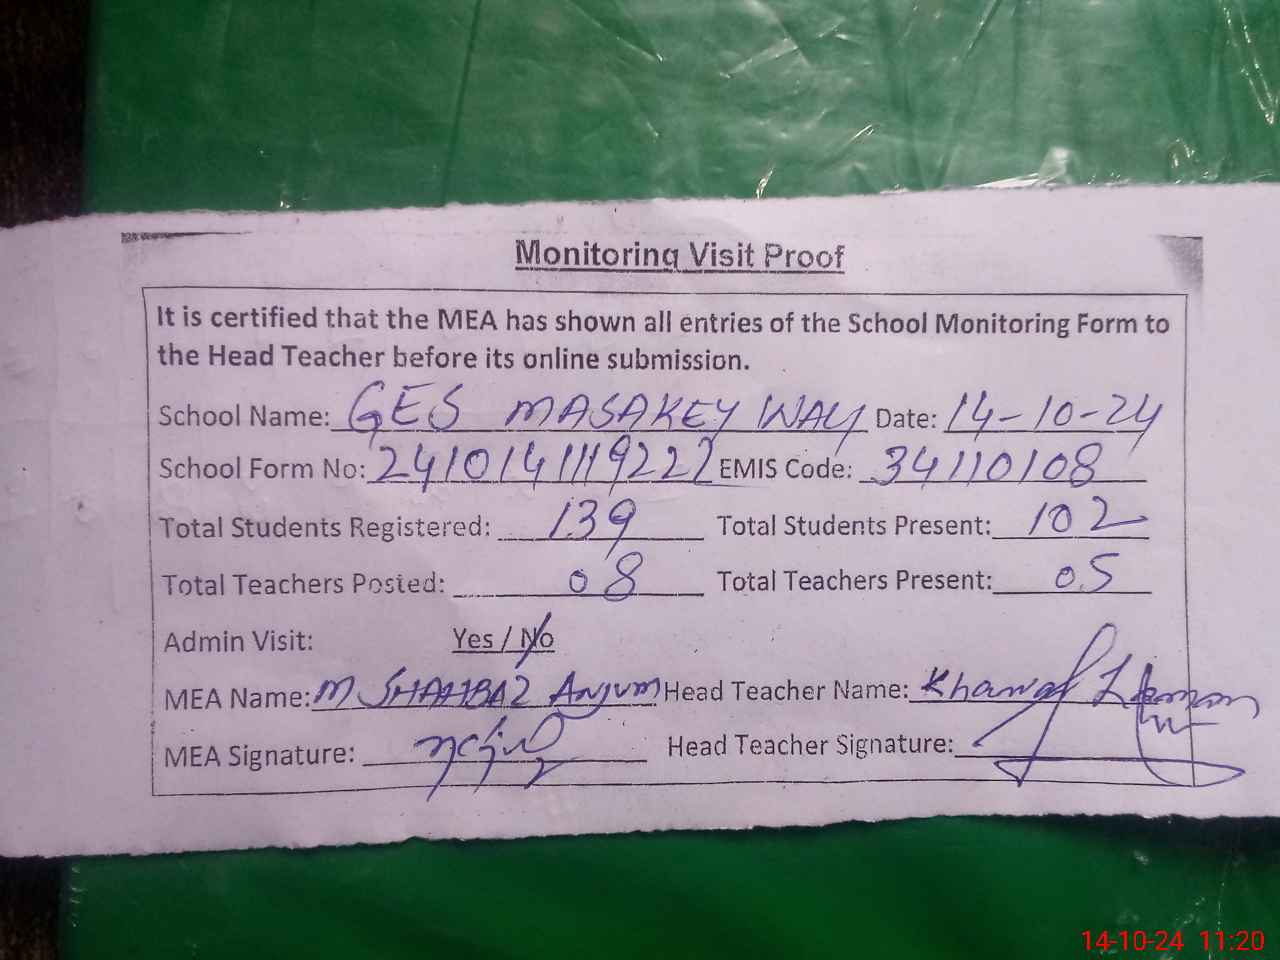 Monitoring Visit Proof
It is certified that the MEA has shown all entries of the School Monitoring Form to
the Head Teacher before its online submission.
School Name: GES MASAKEY WALY Date: 14-10-24
School Form No: 2410141119222 EMIS Code: 34110108
Total Students Registered: 139 Total Students Present: 102
Total Teachers Posted: 08 Total Teachers Present: 05
Admin Visit: Yes / No
MEA Name: M SHAHBAZ Anjum Head Teacher Name:
MEA Signature: Head Teacher Signature:
14-10-24 11:20